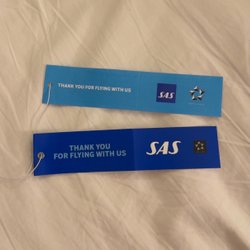 THANK YOU FOR FLYING WITH US
SAS
THANK YOU
FOR FLYING WITH US
SAS